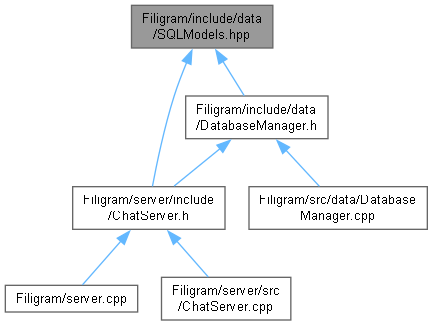 Filigram/include/data
/SQLModels.hpp
Filigram/include/data
/DatabaseManager.h
Filigram/server/include
/ChatServer.h
Filigram/src/data/Database
Manager.cpp
Filigram/server.cpp
Filigram/server/src
/ChatServer.cpp